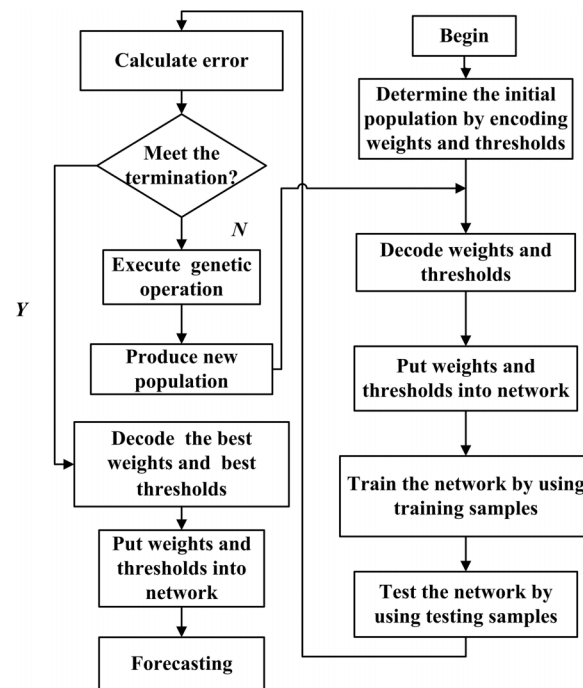 Begin
Determine the initial
population by encoding
weights and thresholds
Decode weights and
thresholds
Put weights and
thresholds into network
Train the network by using
training samples
Test the network by
using testing samples
Calculate error
Meet the
termination?
N
Y
Execute genetic
operation
Produce new
population
Decode the best
weights and best
thresholds
Put weights and
thresholds into
network
Forecasting